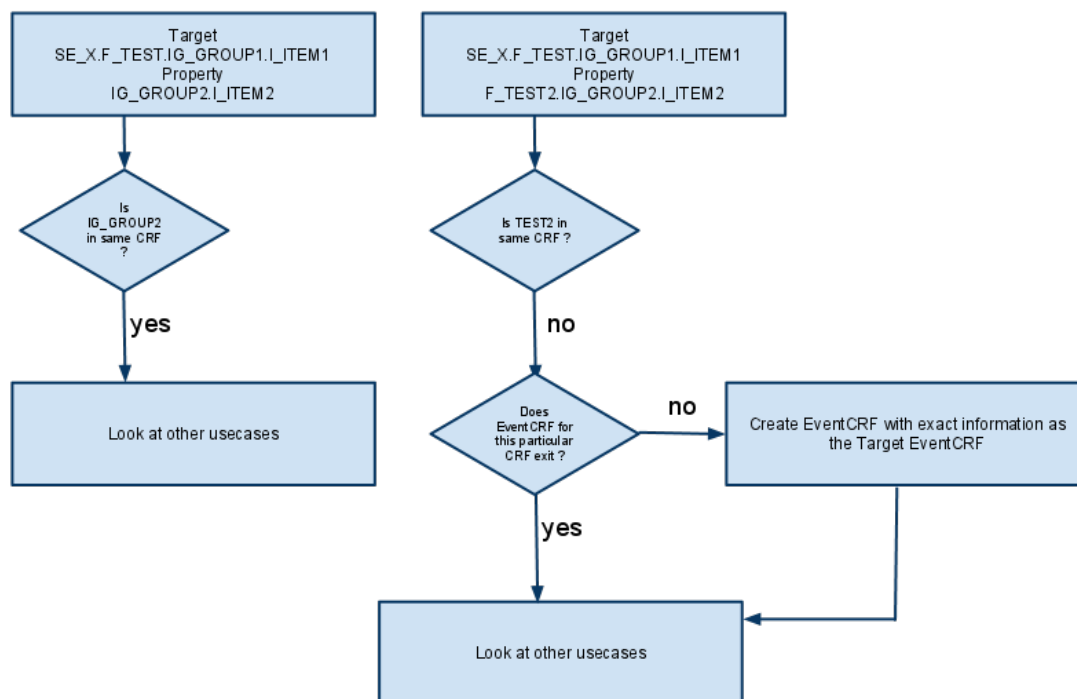 Target
SE_X.F_TEST.IG_GROUP1.I_ITEM1
Property
IG_GROUP2.I_ITEM2
Target
SE_X.F_TEST.IG_GROUP1.I_ITEM1
Property
F_TEST2.IG_GROUP2.I_ITEM2
Is
IG_GROUP2
in same CRF
?
Is TEST2 in
same CRF ?
yes
no
Look at other usecases
Does
EventCRF for
this particular
CRF exit ?
no
Create EventCRF with exact information as
the Target EventCRF
yes
Look at other usecases